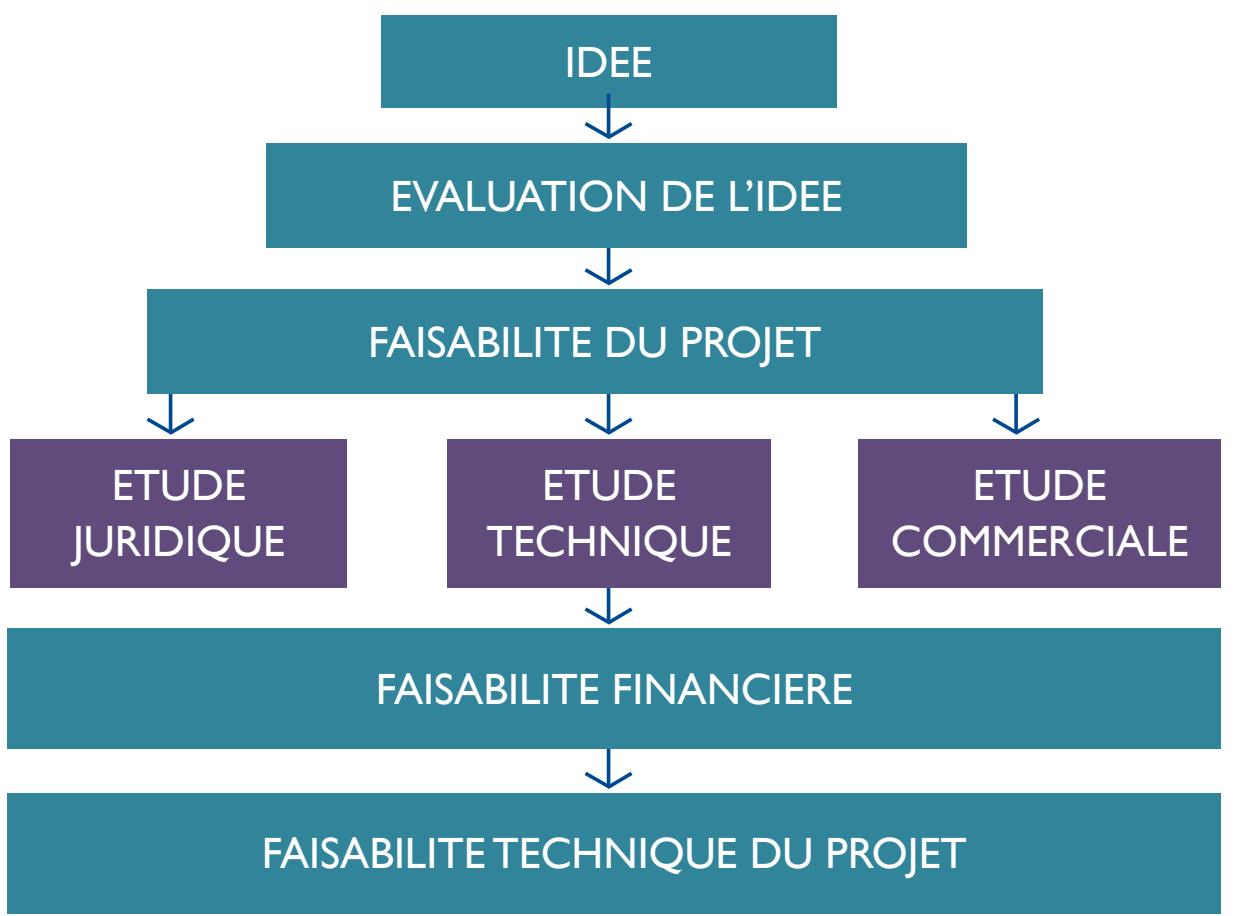 IDEE
EVALUATION DE L’IDEE
FAISABILITE DU PROJET
ETUDE
JURIDIQUE
ETUDE
TECHNIQUE
ETUDE
COMMERCIALE
FAISABILITE FINANCIERE
FAISABILITE TECHNIQUE DU PROJET